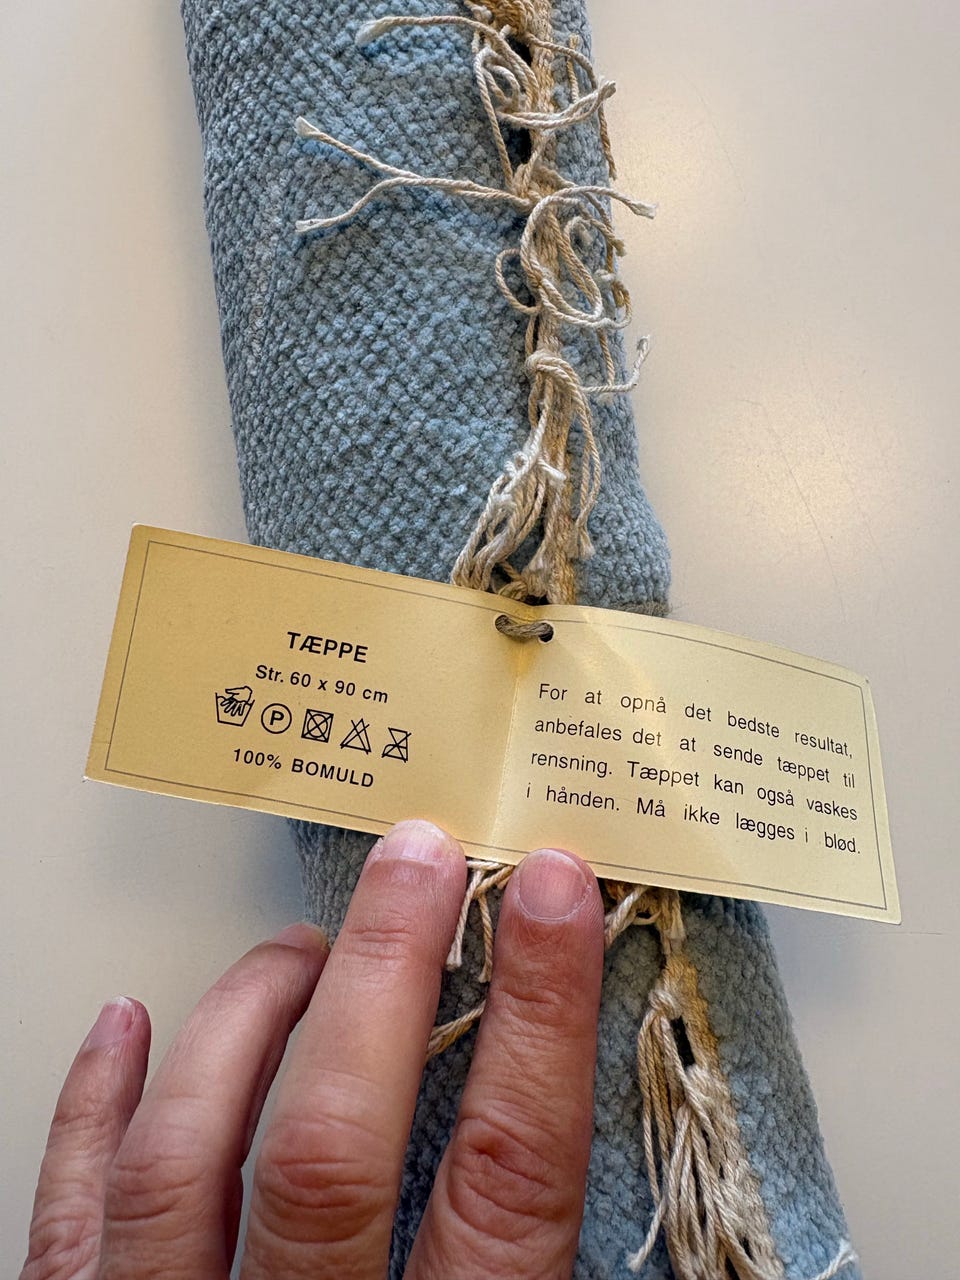 TÆPPE
Str. 60 x 90 cm
P
100% BOMULD
For at opnå det bedste resultat,
anbefales det at sende tæppet til
rensning. Tæppet kan også vaskes
i hånden. Må ikke lægges i blød.